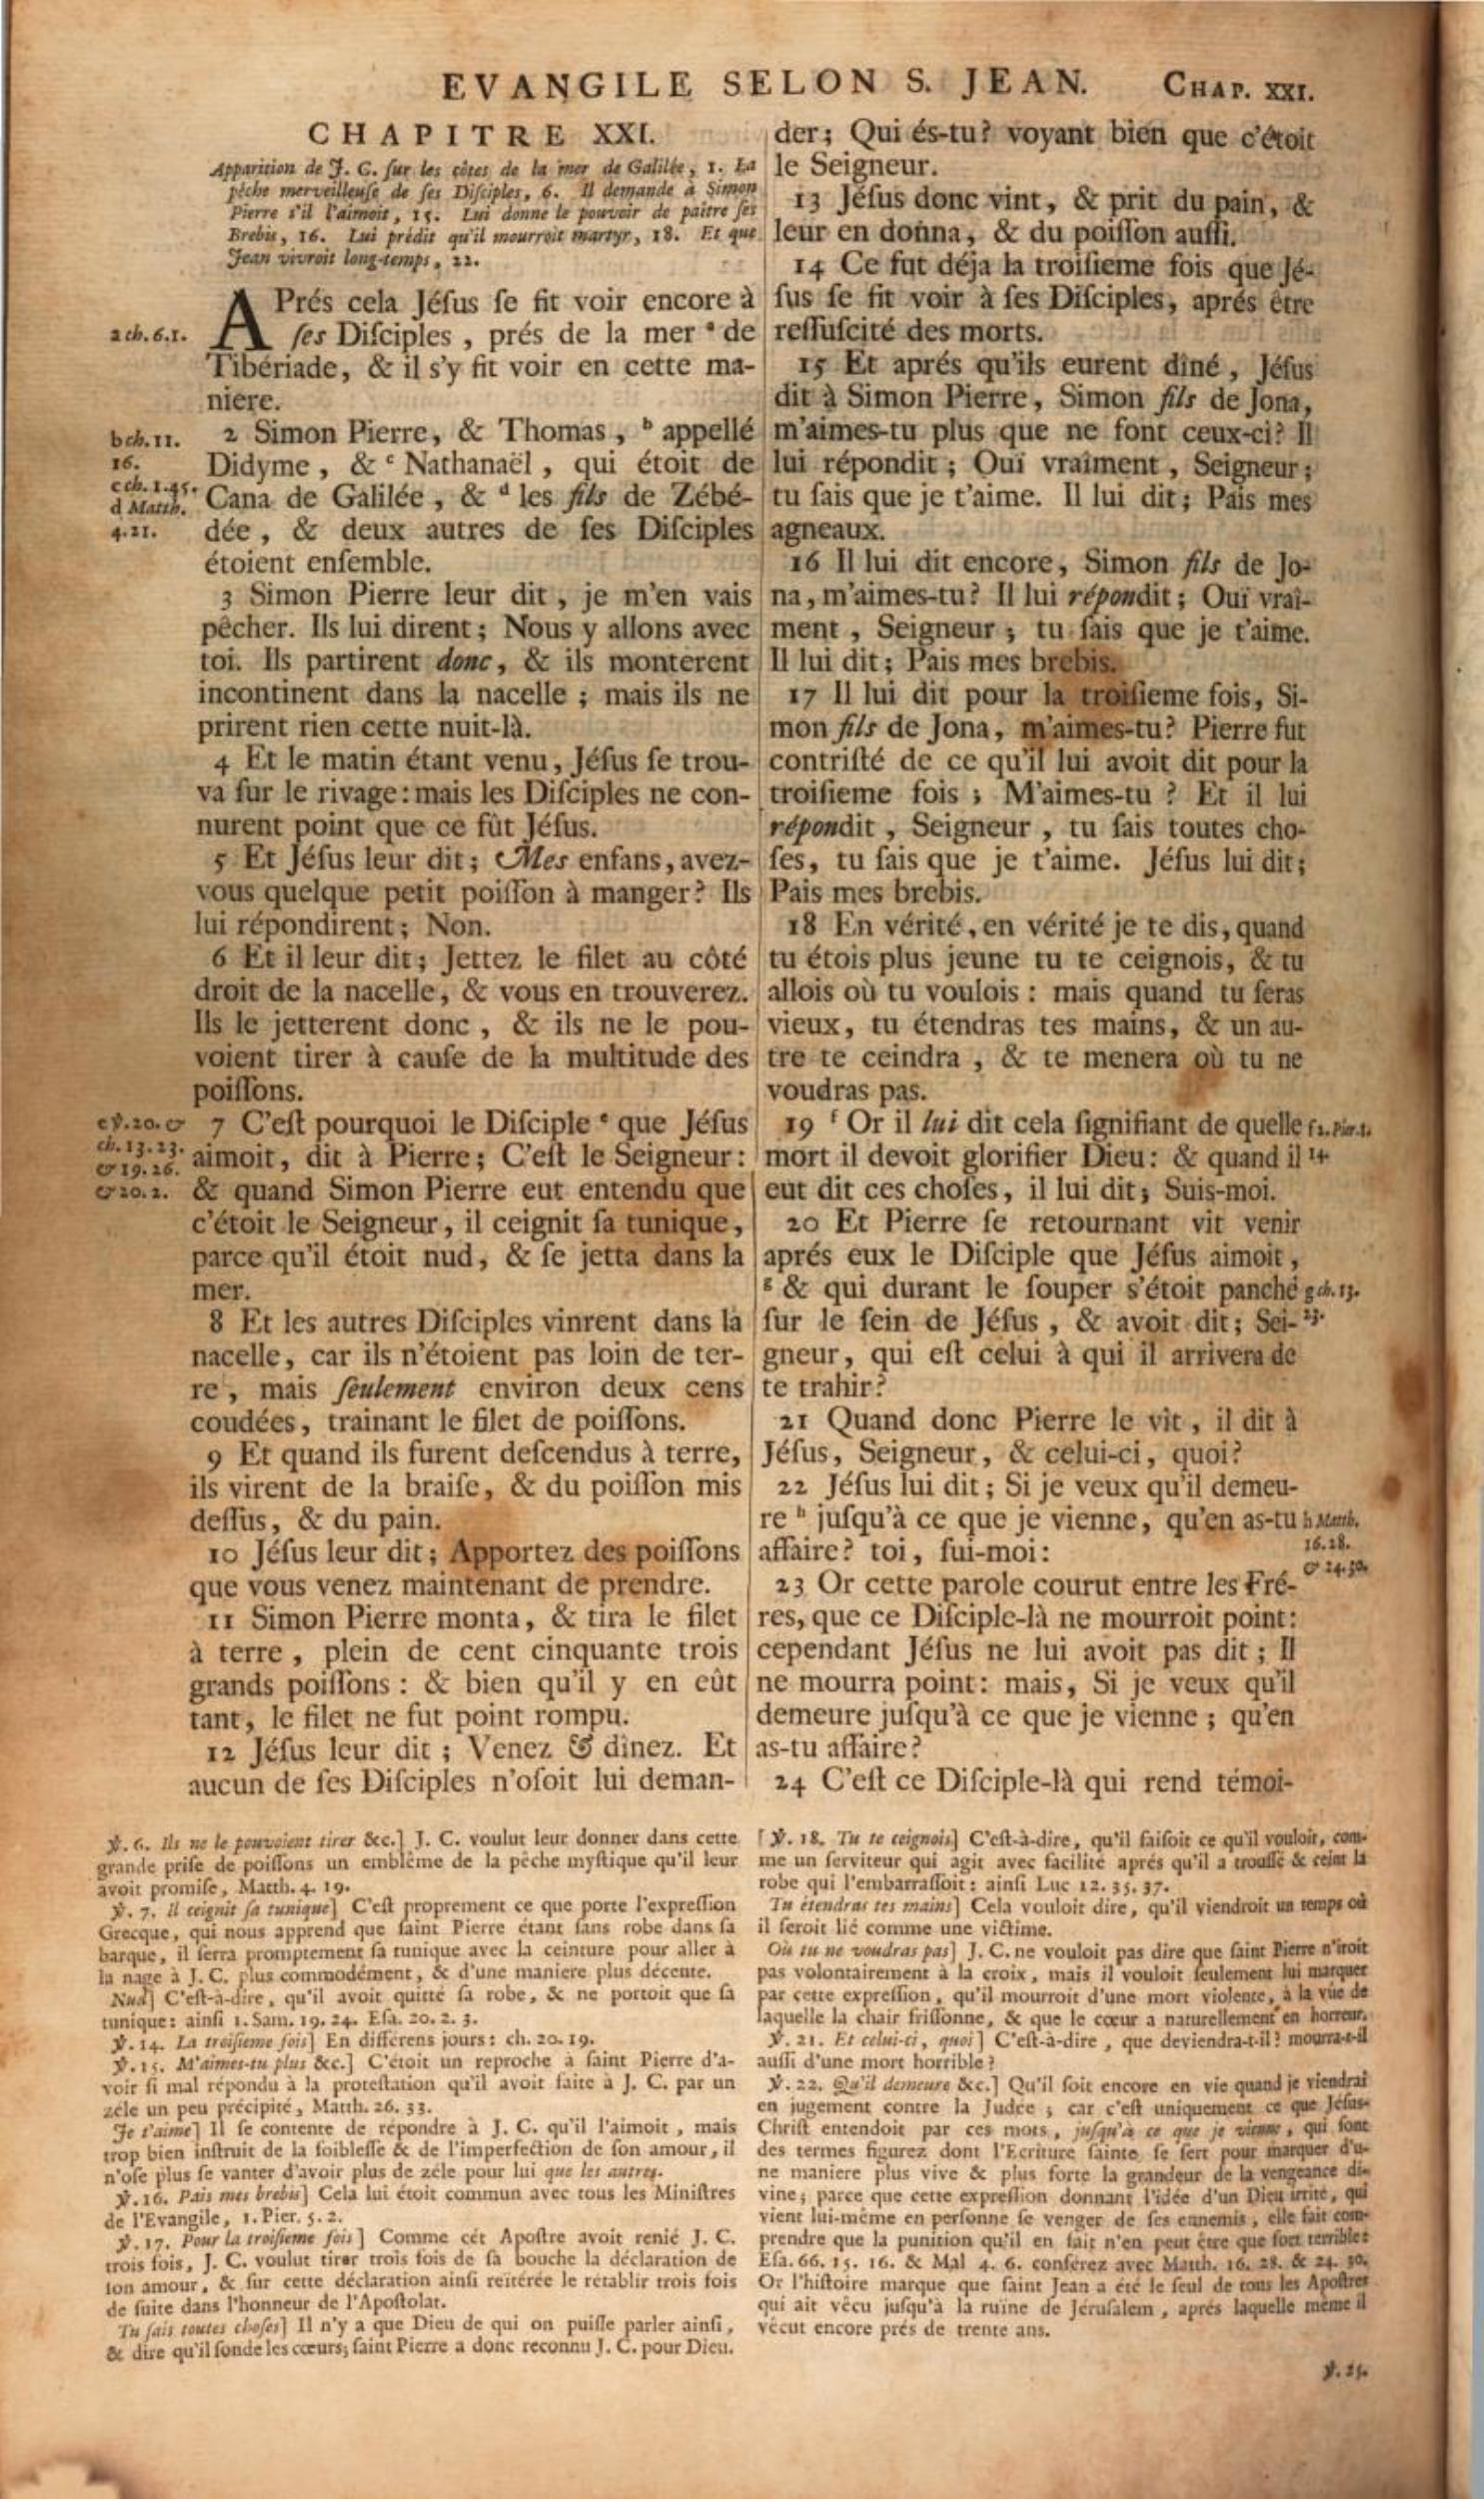 EVANGILE SELON S. JEAN. CHAP. XXI.
CHAPITRE XXI.
Apparition de J. C. ſur les côtes de la mer de Galilée, 1. La
pêche merveilleuſe de ſes Diſciples, 6. Il demande à Simon
Pierre s'il l'aimoit, 15. Lui donne le pouvoir de paître ſes
Brebis, 16. Lui prédit qu'il mourroit martyr, 18. Et que
Jean vivroit long-temps, 22.
APrés cela Jéſus ſe fit voir encore à
ſes Diſciples, prés de la mer ᵃ de
Tibériade, & il s'y fit voir en cette ma-
niere.
2 Simon Pierre, & Thomas, ᵇ appellé
Didyme, & ᶜ Nathanaël, qui étoit de
Cana de Galilée, & ᵈ les fils de Zébé-
dée, & deux autres de ſes Diſciples
étoient enſemble.
3 Simon Pierre leur dit, je m'en vais
pêcher. Ils lui dirent; Nous y allons avec
toi. Ils partirent donc, & ils monterent
incontinent dans la nacelle; mais ils ne
prirent rien cette nuit-là.
4 Et le matin étant venu, Jéſus ſe trou-
va ſur le rivage: mais les Diſciples ne con-
nurent point que ce fût Jéſus.
5 Et Jéſus leur dit; Mes enfans, avez-
vous quelque petit poiſſon à manger? Ils
lui répondirent; Non.
6 Et il leur dit; Jettez le filet au côté
droit de la nacelle, & vous en trouverez.
Ils le jetterent donc, & ils ne le pou-
voient tirer à cauſe de la multitude des
poiſſons.
7 C'eſt pourquoi le Diſciple ᵉ que Jéſus
aimoit, dit à Pierre; C'eſt le Seigneur:
& quand Simon Pierre eut entendu que
c'étoit le Seigneur, il ceignit ſa tunique,
parce qu'il étoit nud, & ſe jetta dans la
mer.
8 Et les autres Diſciples vinrent dans la
nacelle, car ils n'étoient pas loin de ter-
re, mais ſeulement environ deux cens
coudées, trainant le filet de poiſſons.
9 Et quand ils furent deſcendus à terre,
ils virent de la braiſe, & du poiſſon mis
deſſus, & du pain.
10 Jéſus leur dit; Apportez des poiſſons
que vous venez maintenant de prendre.
11 Simon Pierre monta, & tira le filet
à terre, plein de cent cinquante trois
grands poiſſons: & bien qu'il y en eût
tant, le filet ne fut point rompu.
12 Jéſus leur dit; Venez & dînez. Et
aucun de ſes Diſciples n'oſoit lui deman-
a ch. 6.1.
b ch. 11.
16.
c ch. 1.45.
d Matth.
4.21.
e ℣. 20. &
ch. 13. 23.
& 19. 26.
& 20. 2.
der; Qui és-tu? voyant bien que c'étoit
le Seigneur.
13 Jéſus donc vint, & prit du pain, &
leur en donna, & du poiſſon auſſi.
14 Ce fut déja la troiſieme fois que Jé-
ſus ſe fit voir à ſes Diſciples, aprés être
reſſuſcité des morts.
15 Et aprés qu'ils eurent dîné, Jéſus
dit à Simon Pierre, Simon fils de Jona,
m'aimes-tu plus que ne font ceux-ci? Il
lui répondit; Oui vraiment, Seigneur;
tu ſais que je t'aime. Il lui dit; Pais mes
agneaux.
16 Il lui dit encore, Simon fils de Jo-
na, m'aimes-tu? Il lui répondit; Oui vrai-
ment, Seigneur; tu ſais que je t'aime.
Il lui dit; Pais mes brebis.
17 Il lui dit pour la troiſieme fois, Si-
mon fils de Jona, m'aimes-tu? Pierre fut
contriſté de ce qu'il lui avoit dit pour la
troiſieme fois; M'aimes-tu? Et il lui
répondit, Seigneur, tu ſais toutes cho-
ſes, tu ſais que je t'aime. Jéſus lui dit;
Pais mes brebis.
18 En vérité, en vérité je te dis, quand
tu étois plus jeune tu te ceignois, & tu
allois où tu voulois: mais quand tu ſeras
vieux, tu étendras tes mains, & un au-
tre te ceindra, & te menera où tu ne
voudras pas.
19 ᶠ Or il lui dit cela ſignifiant de quelle
mort il devoit glorifier Dieu: & quand il
eut dit ces choſes, il lui dit; Suis-moi.
20 Et Pierre ſe retournant vit venir
aprés eux le Diſciple que Jéſus aimoit,
ᵍ & qui durant le ſouper s'étoit panché
ſur le ſein de Jéſus, & avoit dit; Sei-
gneur, qui eſt celui à qui il arrivera de
te trahir?
21 Quand donc Pierre le vit, il dit à
Jéſus, Seigneur, & celui-ci, quoi?
22 Jéſus lui dit; Si je veux qu'il demeu-
re ʰ juſqu'à ce que je vienne, qu'en as-tu
affaire? toi, ſui-moi:
23 Or cette parole courut entre les Fré-
res, que ce Diſciple-là ne mourroit point:
cependant Jéſus ne lui avoit pas dit; Il
ne mourra point: mais, Si je veux qu'il
demeure juſqu'à ce que je vienne; qu'en
as-tu affaire?
24 C'eſt ce Diſciple-là qui rend témoi-
f 2. Pier. 1.
14
g ch. 13.
23.
h Matth.
16. 28.
& 24. 30.
℣. 6. Ils ne le pouvoient tirer &c.] J. C. voulut leur donner dans cette
grande priſe de poiſſons un emblême de la pêche myſtique qu'il leur
avoit promiſe, Matth. 4. 19.
℣. 7. Il ceignit ſa tunique] C'eſt proprement ce que porte l'expreſſion
Grecque, qui nous apprend que ſaint Pierre étant ſans robe dans ſa
barque, il ſerra promptement ſa tunique avec la ceinture pour aller à
la nage à J. C. plus commodément, & d'une maniere plus décente.
Nud] C'eſt-à-dire, qu'il avoit quitté ſa robe, & ne portoit que ſa
tunique: ainſi 1. Sam. 19. 24. Eſa. 20. 2. 3.
℣. 14. La troiſieme fois] En différens jours: ch. 20. 19.
℣. 15. M'aimes-tu plus &c.] C'étoit un reproche à ſaint Pierre d'a-
voir ſi mal répondu à la proteſtation qu'il avoit faite à J. C. par un
zéle un peu précipité, Matth. 26. 33.
Je t'aime] Il ſe contente de répondre à J. C. qu'il l'aimoit, mais
trop bien inſtruit de la foibleſſe & de l'imperfection de ſon amour, il
n'oſe plus ſe vanter d'avoir plus de zéle pour lui que les autres.
℣. 16. Pais mes brebis] Cela lui étoit commun avec tous les Miniſtres
de l'Evangile, 1. Pier. 5. 2.
℣. 17. Pour la troiſieme fois] Comme cét Apoſtre avoit renié J. C.
trois fois, J. C. voulut tirer trois fois de ſa bouche la déclaration de
ſon amour, & ſur cette déclaration ainſi reïterée le rétablir trois fois
de ſuite dans l'honneur de l'Apoſtolat.
Tu ſais toutes choſes] Il n'y a que Dieu de qui on puiſſe parler ainſi,
& dire qu'il ſonde les cœurs; ſaint Pierre a donc reconnu J. C. pour Dieu.
℣. 18. Tu te ceignois] C'eſt-à-dire, qu'il faiſoit ce qu'il vouloit, com-
me un ſerviteur qui agit avec facilité aprés qu'il a trouſſé & ceint la
robe qui l'embarraſſoit: ainſi Luc 12. 35. 37.
Tu étendras tes mains] Cela vouloit dire, qu'il viendroit un temps où
il ſeroit lié comme une victime.
Où tu ne voudras pas] J. C. ne vouloit pas dire que ſaint Pierre n'iroit
pas volontairement à la croix, mais il vouloit ſeulement lui marquer
par cette expreſſion, qu'il mourroit d'une mort violente, à la vûe de
laquelle la chair friſſonne, & que le cœur a naturellement en horreur.
℣. 21. Et celui-ci, quoi] C'eſt-à-dire, que deviendra-t-il? mourra-t-il
auſſi d'une mort horrible?
℣. 22. Qu'il demeure &c.] Qu'il ſoit encore en vie quand je viendrai
en jugement contre la Judée; car c'eſt uniquement ce que Jéſus-
Chriſt entendoit par ces mots, juſqu'à ce que je vienne, qui ſont
des termes figurez dont l'Ecriture ſainte ſe ſert pour marquer d'u-
ne maniere plus vive & plus forte la grandeur de la vengeance di-
vine; parce que cette expreſſion donnant l'idée d'un Dieu irrité, qui
vient lui-même en perſonne ſe venger de ſes ennemis, elle fait com-
prendre que la punition qu'il en fait n'en peut être que fort terrible:
Eſa. 66. 15. 16. & Mal 4. 6. conférez avec Matth. 16. 28. & 24. 30.
Or l'hiſtoire marque que ſaint Jean a été le ſeul de tous les Apoſtres
qui ait vêcu juſqu'à la ruïne de Jéruſalem, aprés laquelle même il
vécut encore prés de trente ans.
℣. 25.